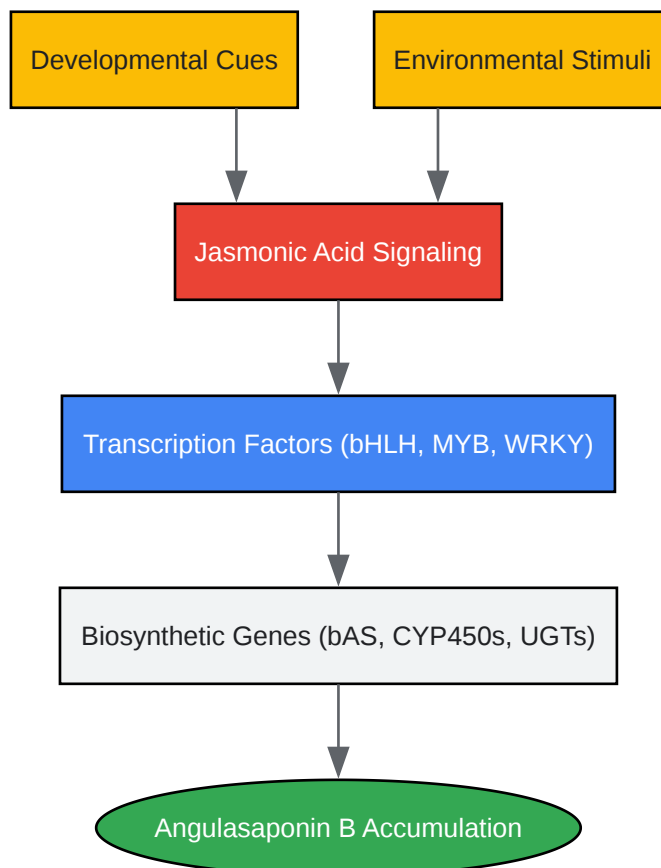 Developmental Cues
Environmental Stimuli
Jasmonic Acid Signaling
Transcription Factors (bHLH, MYB, WRKY)
Biosynthetic Genes (bAS, CYP450s, UGTs)
Angulasaponin B Accumulation